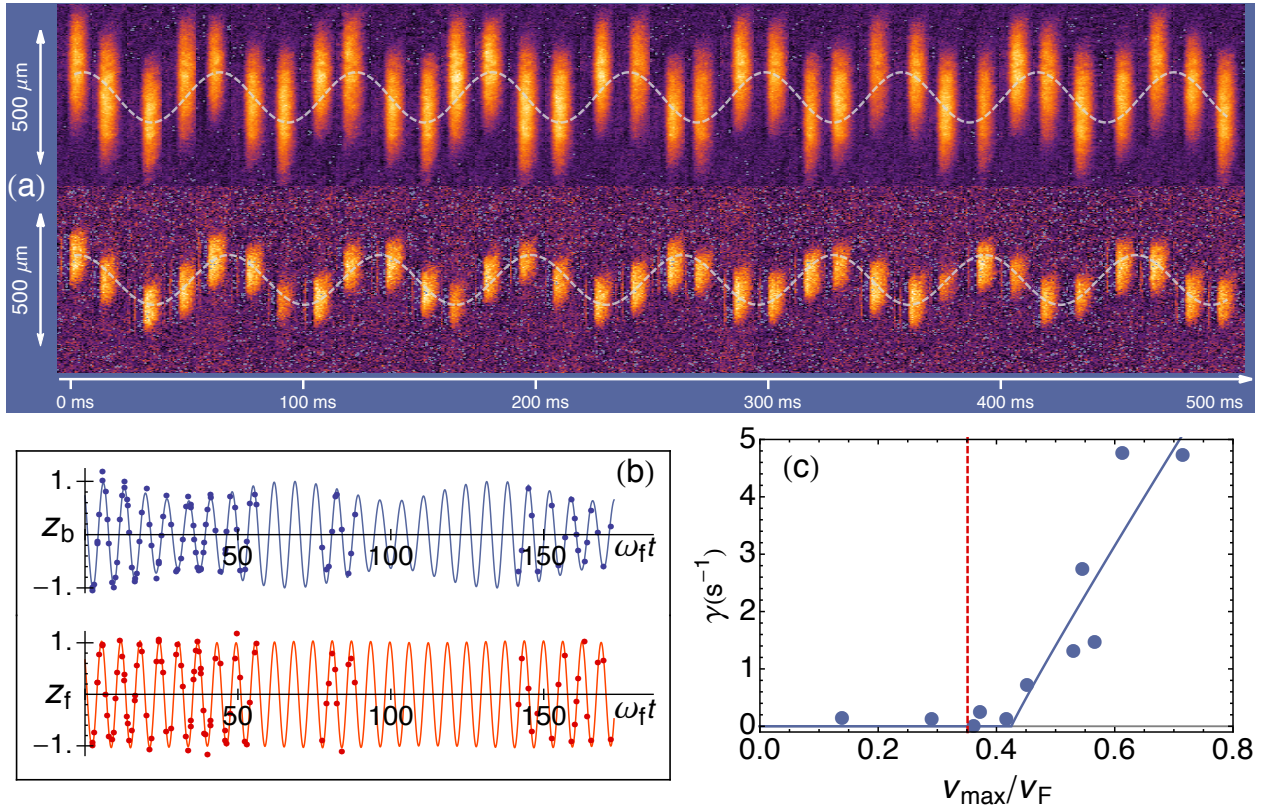 500 μm
(a)
500 μm
0 ms 100 ms 200 ms 300 ms 400 ms 500 ms
(b)
1.
z_b
50 100 150 ω_f t
-1.
1.
z_f
50 100 150 ω_f t
-1.
(c)
5
4
3
2
1
0
γ(s⁻¹)
0.0 0.2 0.4 0.6 0.8
v_max/v_F